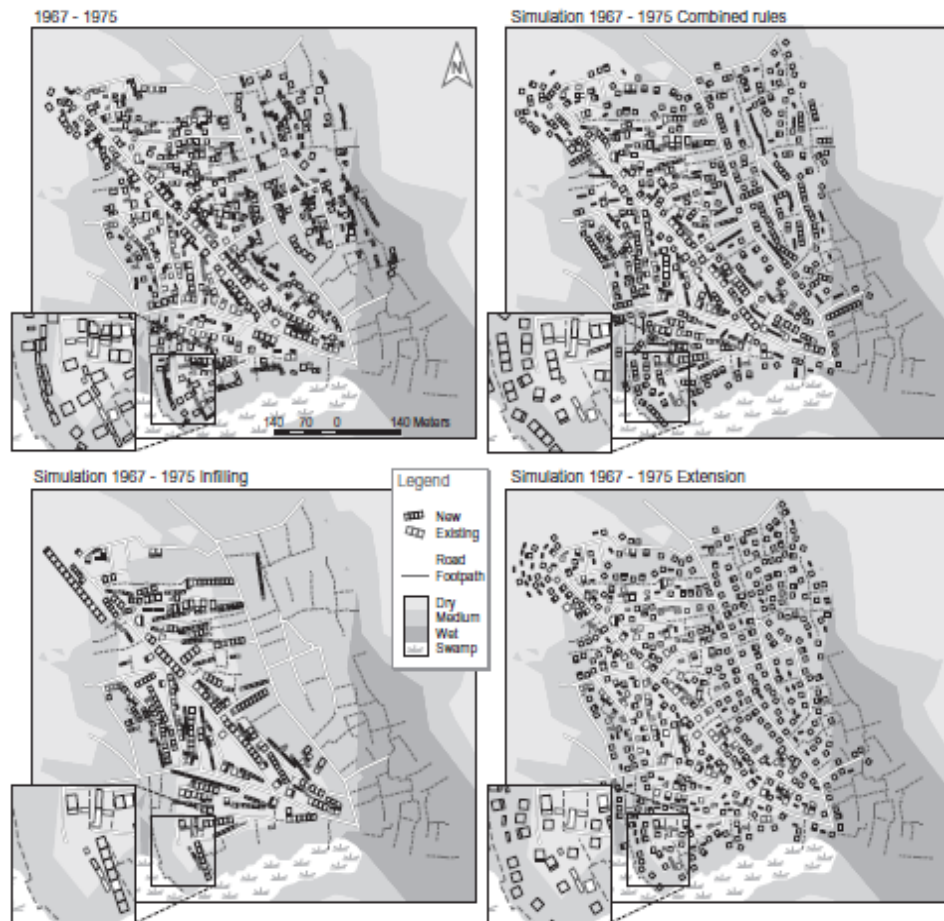 1967 - 1975
Simulation 1967 - 1975 Combined rules
N
140 70 0 140 Meters
Simulation 1967 - 1975 Infilling
Legend
New
Existing
Road
Footpath
Dry
Medium
Wet
Swamp
Simulation 1967 - 1975 Extension